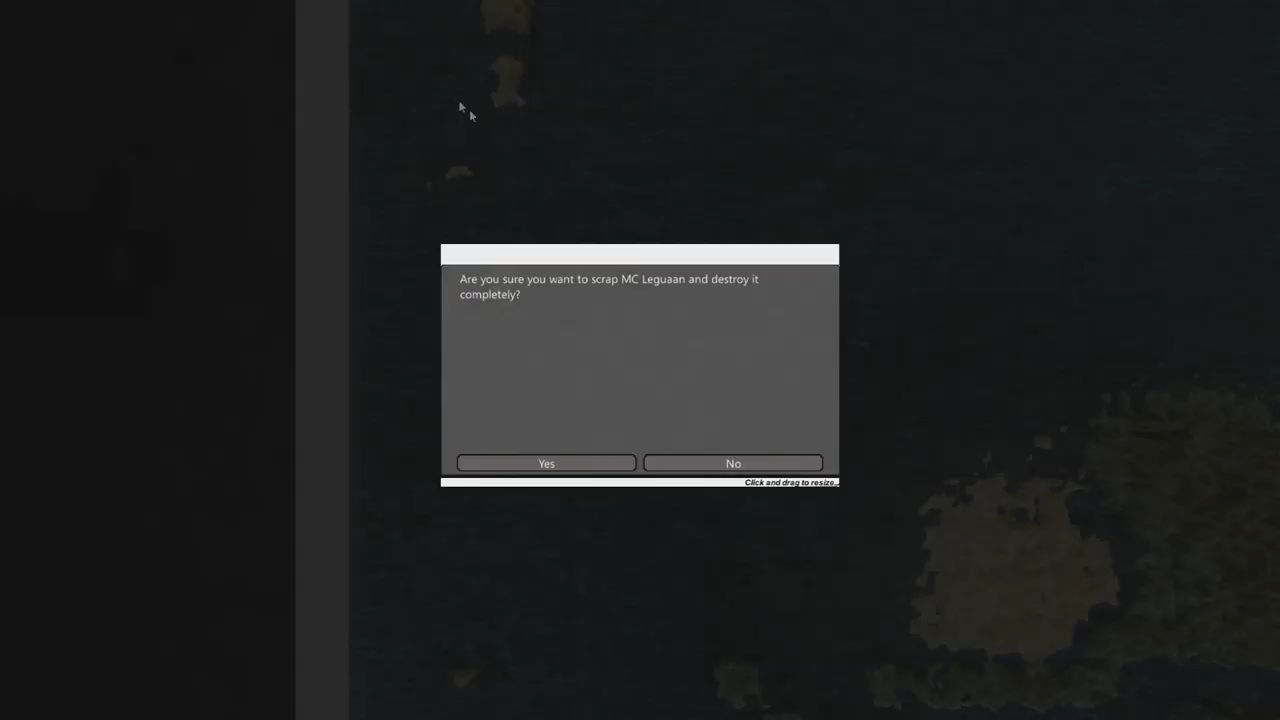 Are you sure you want to scrap MC Leguaan and destroy it
completely?
Yes
No
Click and drag to resize..